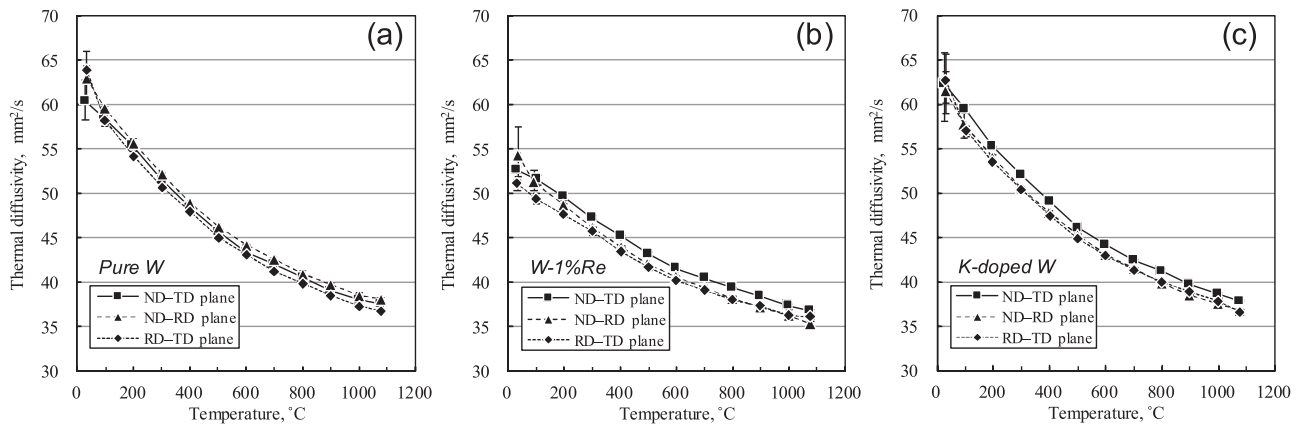 (a)
70
65
60
55
50
45
40
35
30
Thermal diffusivity, mm²/s
Pure W
ND–TD plane
ND–RD plane
RD–TD plane
0 200 400 600 800 1000 1200
Temperature, ˚C
(b)
70
65
60
55
50
45
40
35
30
Thermal diffusivity, mm²/s
W-1%Re
ND–TD plane
ND–RD plane
RD–TD plane
0 200 400 600 800 1000 1200
Temperature, ˚C
(c)
70
65
60
55
50
45
40
35
30
Thermal diffusivity, mm²/s
K-doped W
ND–TD plane
ND–RD plane
RD–TD plane
0 200 400 600 800 1000 1200
Temperature, ˚C